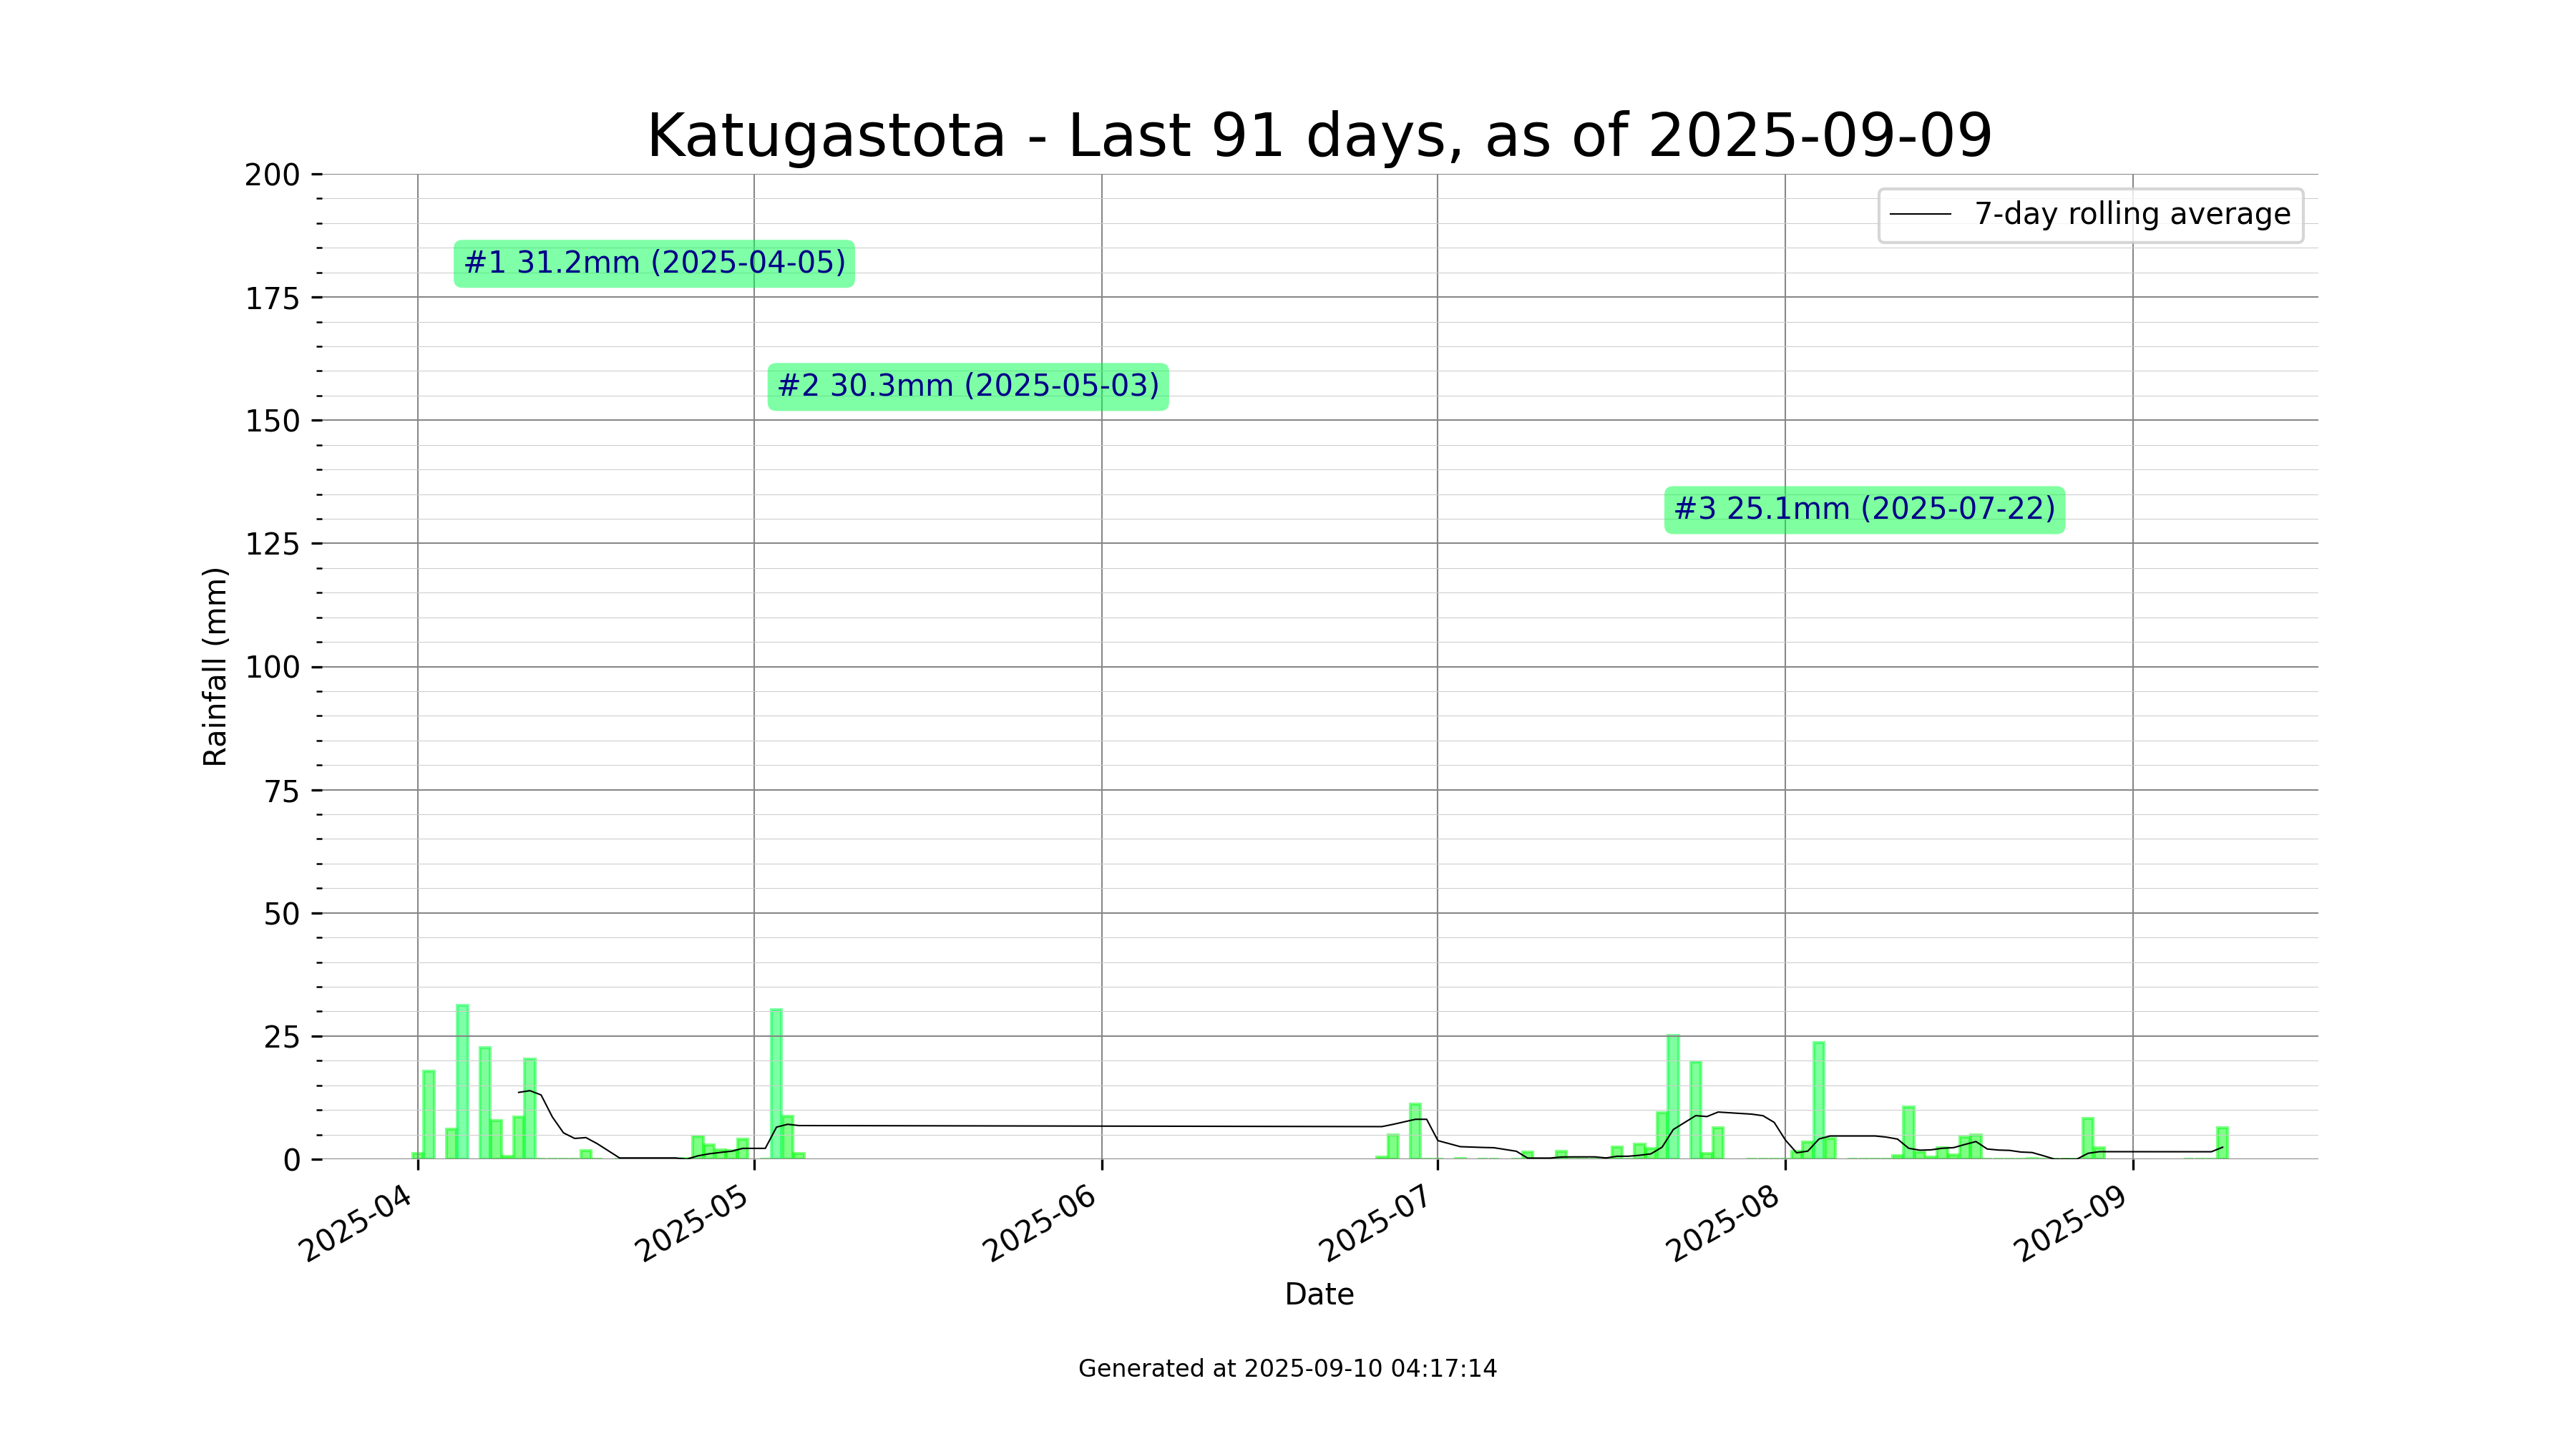 Katugastota - Last 91 days, as of 2025-09-09
200
175
150
125
100
75
50
25
0
Rainfall (mm)
7-day rolling average
#1 31.2mm (2025-04-05)
#2 30.3mm (2025-05-03)
#3 25.1mm (2025-07-22)
2025-04
2025-05
2025-06
2025-07
2025-08
2025-09
Date
Generated at 2025-09-10 04:17:14